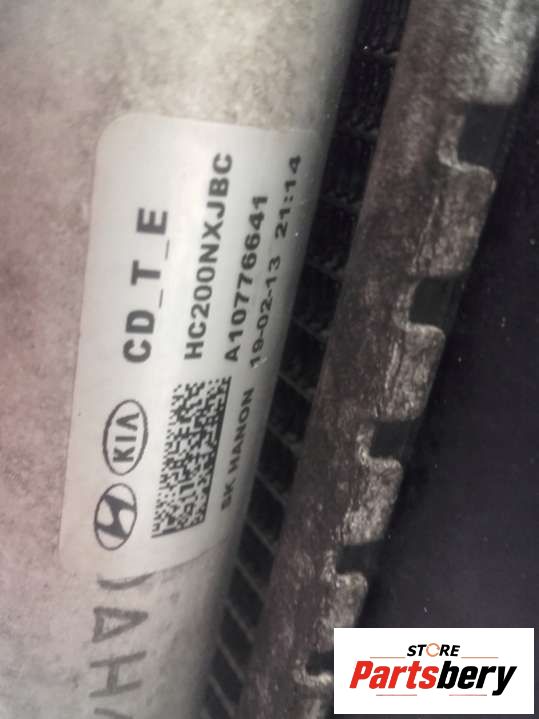 CD_T_E
HC200NXJBC
A10776641
SK HANON 19-02-13 21:14
KIA
STORE
Partsbery